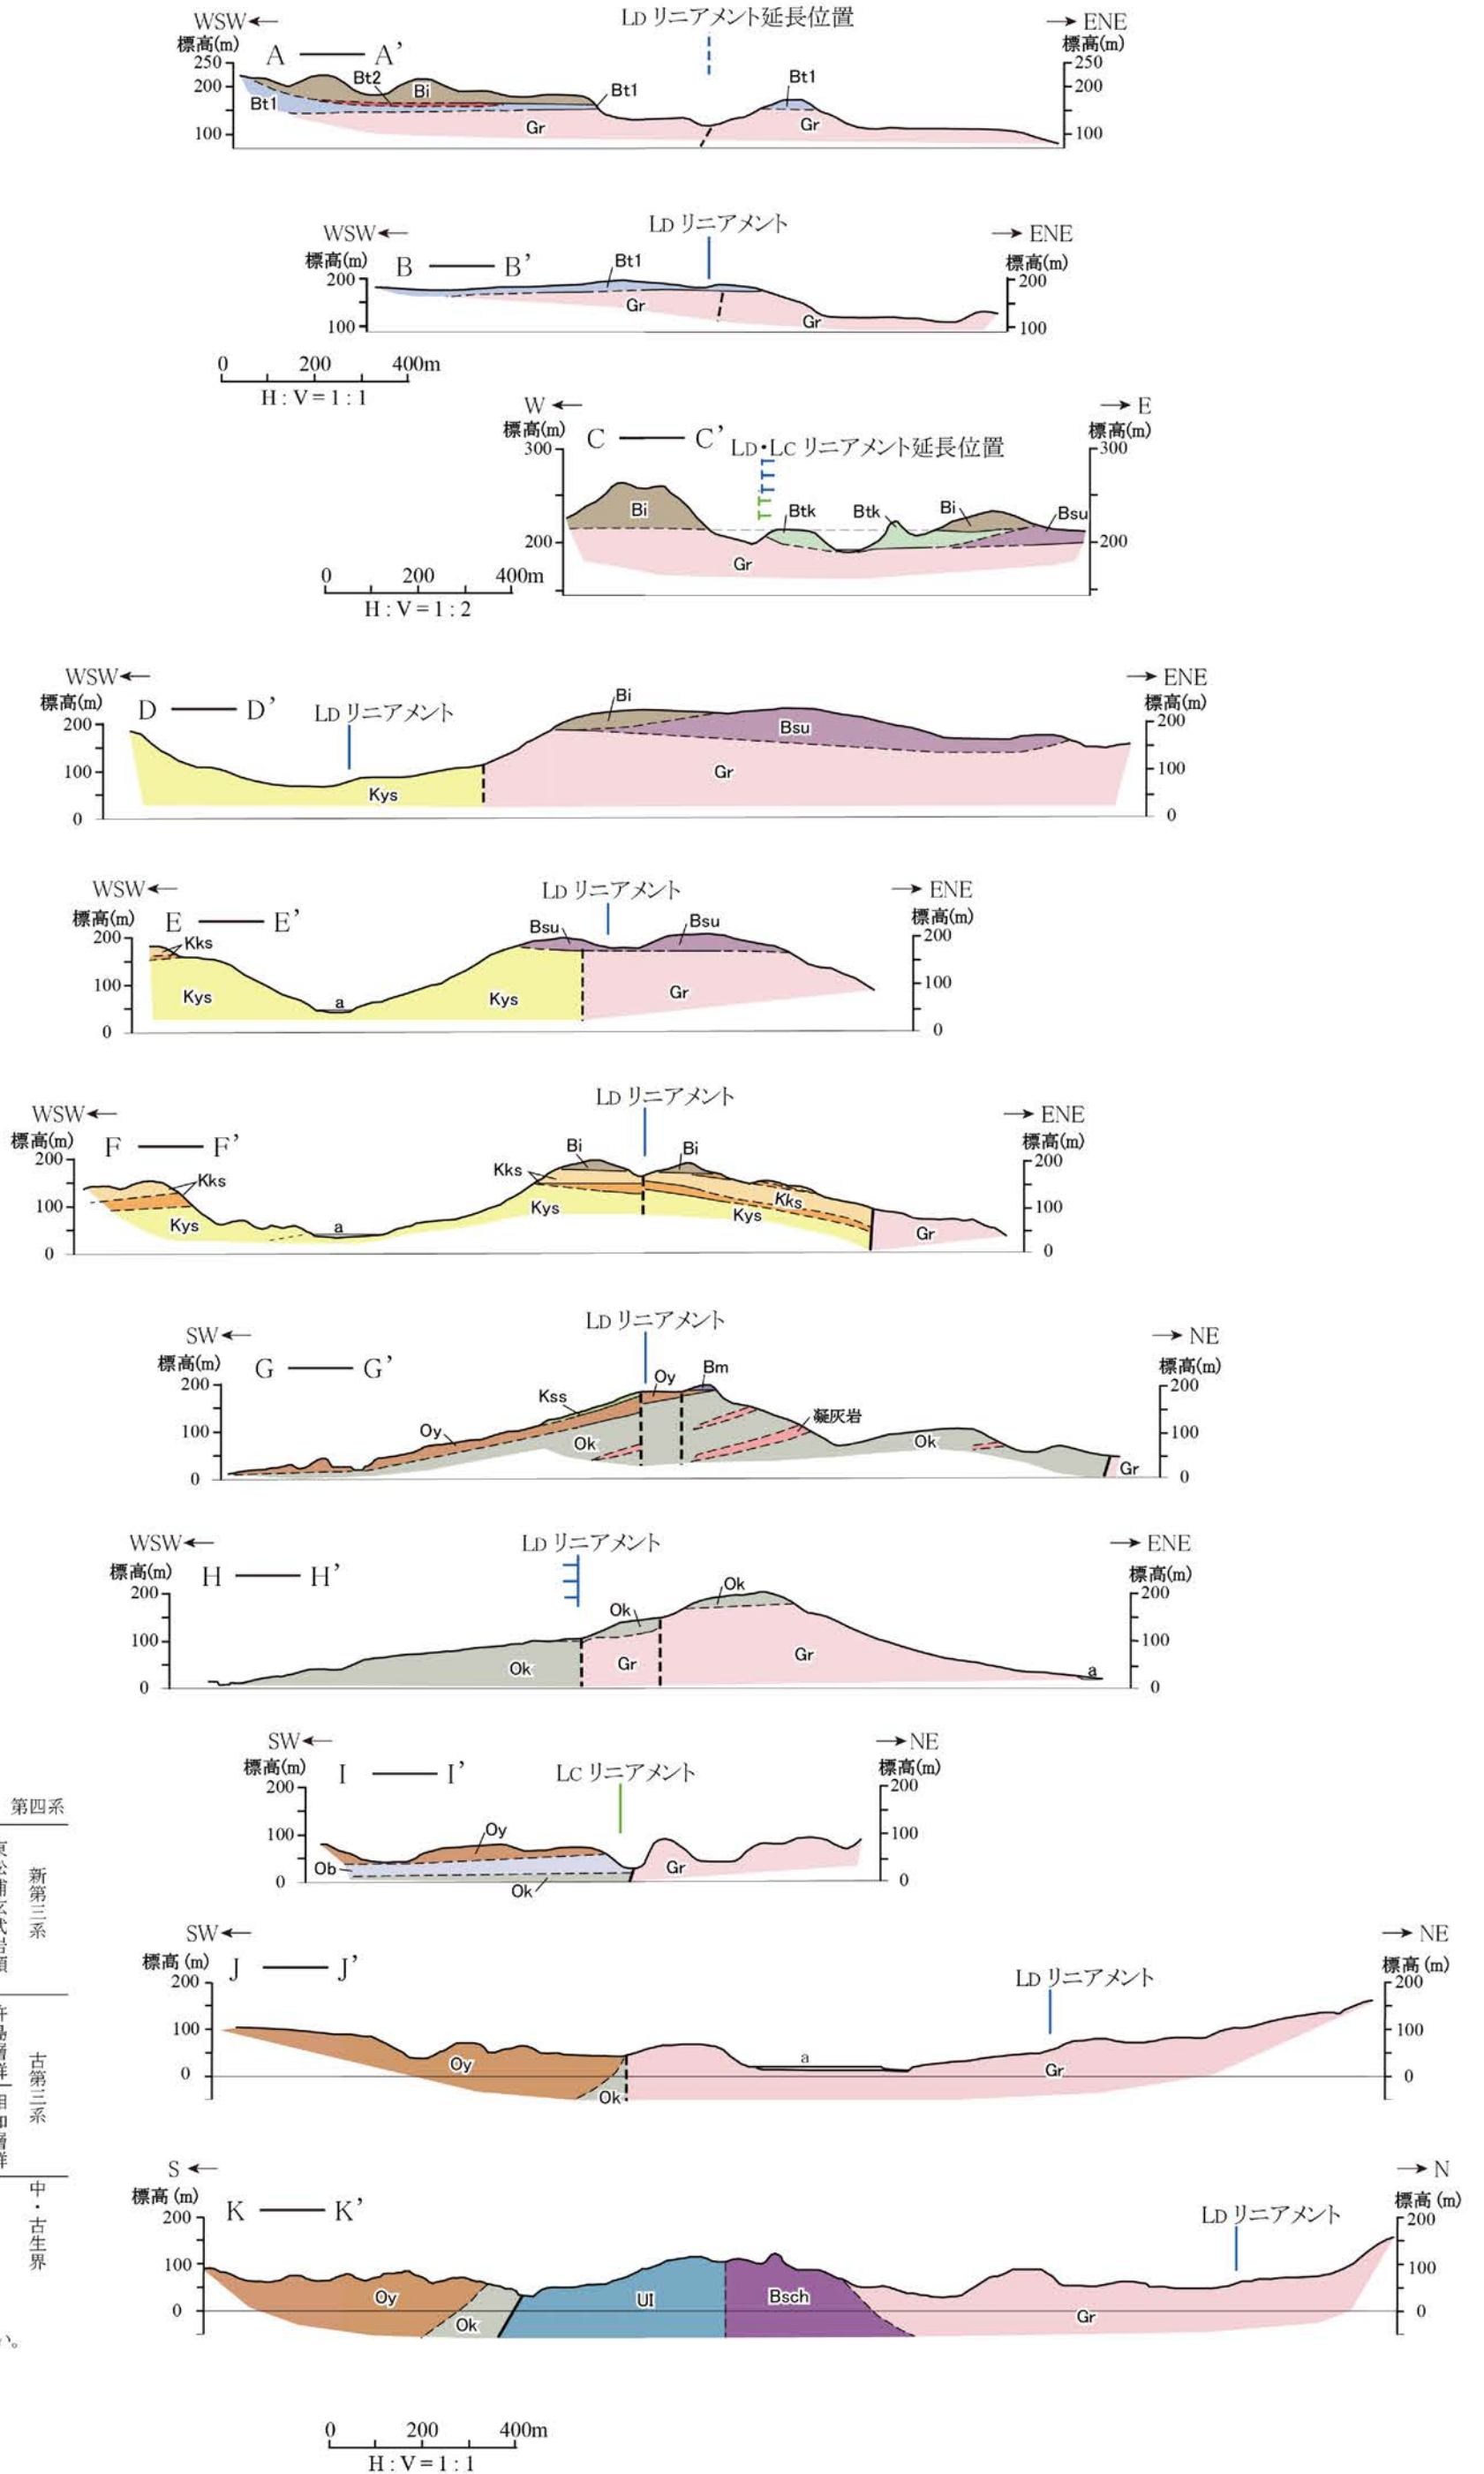 LD リニアメント延長位置
WSW← → ENE
標高(m) A — A’ 標高(m)
250 250
200 Bt2 Bi Bt1 Bt1 200
Bt1
100 Gr Gr 100
LD リニアメント
WSW← → ENE
標高(m) B — B’ Bt1 標高(m)
200 200
Gr
100 Gr 100
0 200 400m
H : V = 1 : 1
W ← → E
標高(m) C — C’ LD・LC リニアメント延長位置 標高(m)
300 300
Bi Btk Btk Bi Bsu
200 200
Gr
0 200 400m
H : V = 1 : 2
WSW← → ENE
標高(m) D — D’ LD リニアメント Bi 標高(m)
200 Bsu 200
100 Gr 100
Kys
0 0
WSW← LD リニアメント → ENE
標高(m) E — E’ Bsu Bsu 標高(m)
200 Kks 200
100 Kys a Kys Gr 100
0 0
LD リニアメント
WSW← → ENE
標高(m) F — F’ Bi Bi 標高(m)
200 Kks Kks 200
100 Kys Kys Kks 100
a Kys Gr
0 0
LD リニアメント
SW← → NE
標高(m) G — G’ Oy Bm 標高(m)
200 Kss 200
凝灰岩
100 Oy Ok Ok 100
0 Gr 0
WSW← LD リニアメント → ENE
標高(m) H — H’ Ok 標高(m)
200 Ok 200
100 Ok Gr Gr 100
a
0 0
SW← →NE
標高(m) I — I’ LC リニアメント 標高(m)
200 200
100 Oy 100
Ob Gr
0 Ok 0
第四系
新第三系
古第三系
中・古生界
SW← → NE
標高 (m) J — J’ LD リニアメント 標高 (m)
200 200
100 100
Oy a Gr
0 0
Ok
S ← → N
標高 (m) K — K’ LD リニアメント 標高 (m)
200 200
100 100
Oy Ul Bsch
0 Ok Gr 0
い。
0 200 400m
H : V = 1 : 1